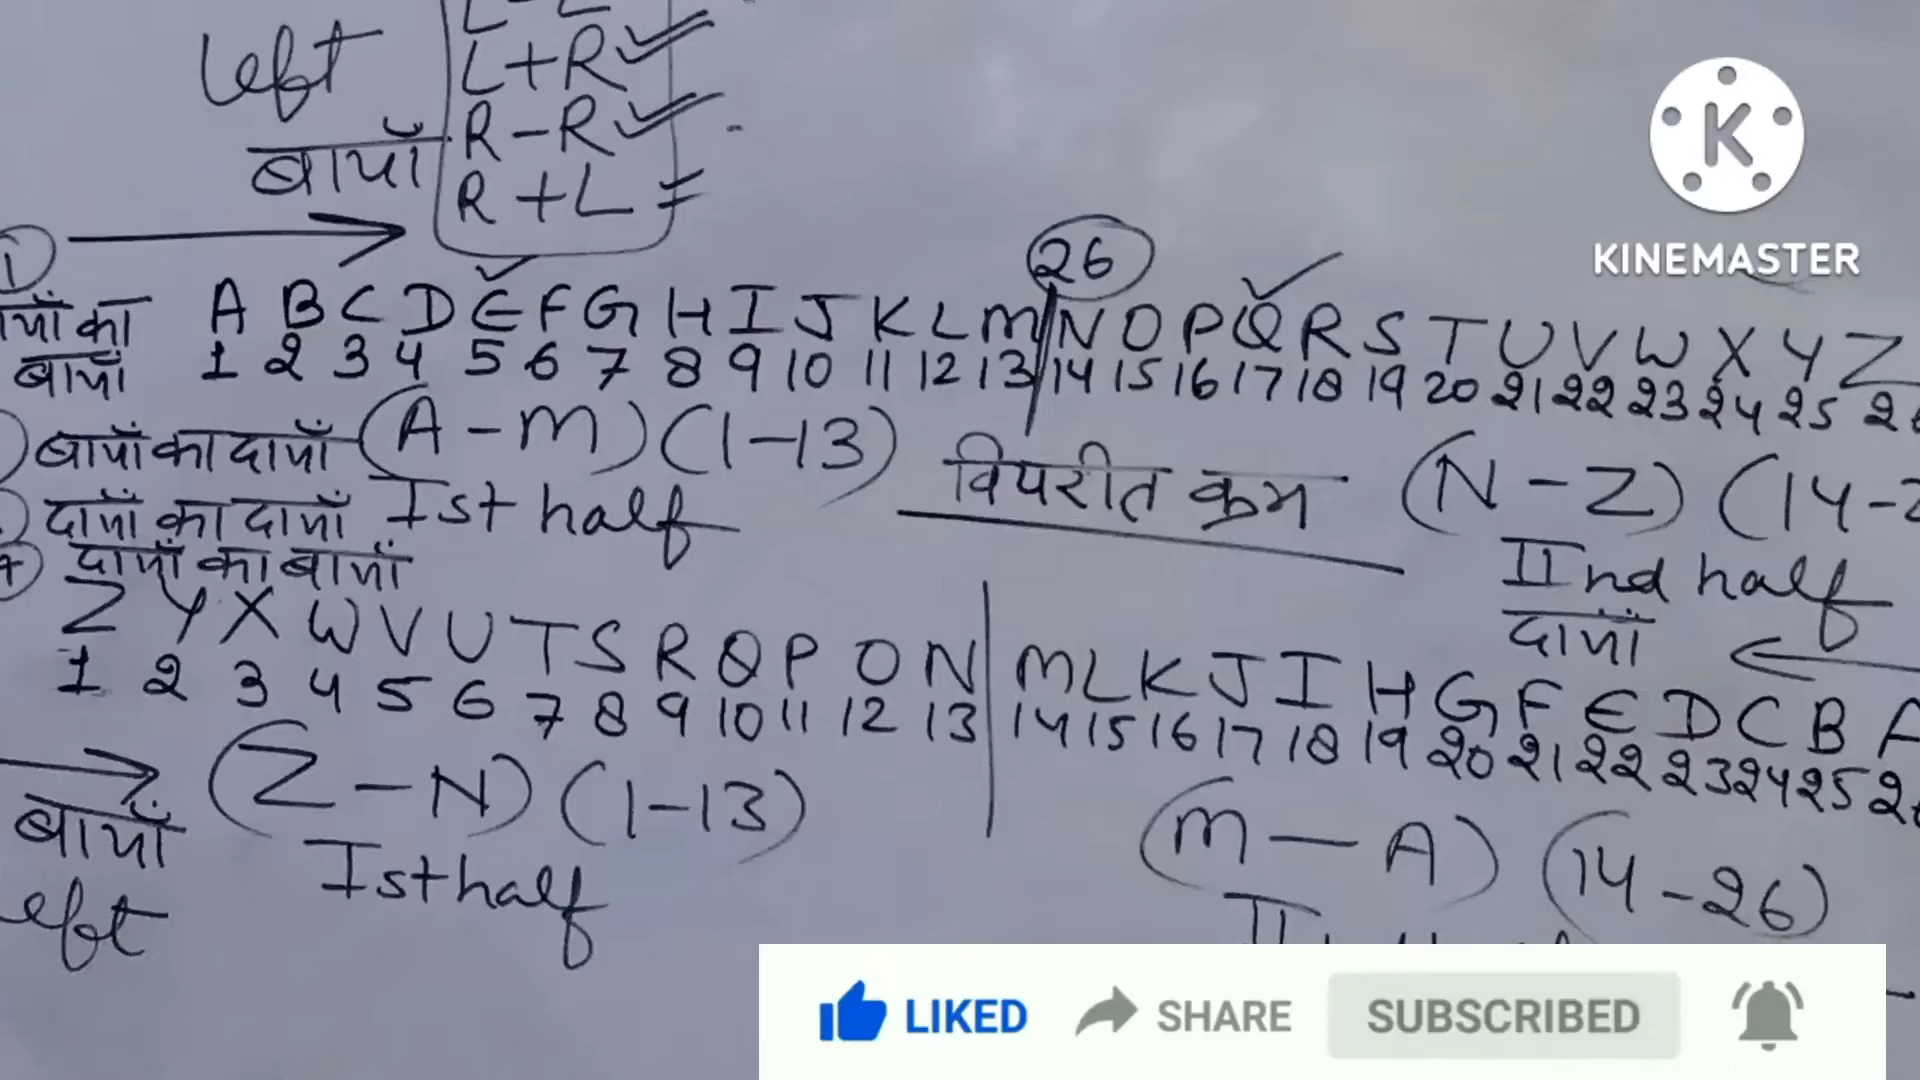 L - L
left L+R
R-R
बायाँ R+L =
26
1
का A B C D E F G H I J K L M N O P Q R S T U V W X Y Z
बायाँ 1 2 3 4 5 6 7 8 9 10 11 12 13 14 15 16 17 18 19 20 21 22 23 24 25
बायाँ का दायाँ (A-M) (1-13) विपरीत क्रम (N-Z) (14-
दायाँ का दायाँ Ist half
दायाँ का बायाँ IInd half
दायाँ
Z Y X W V U T S R Q P O N M L K J I H G F E D C B A
1 2 3 4 5 6 7 8 9 10 11 12 13 14 15 16 17 18 19 20 21 22 23 24 25
(Z-N) (1-13) (M-A) (14-26)
बायाँ Ist half
K
KINEMASTER
LIKED SHARE SUBSCRIBED